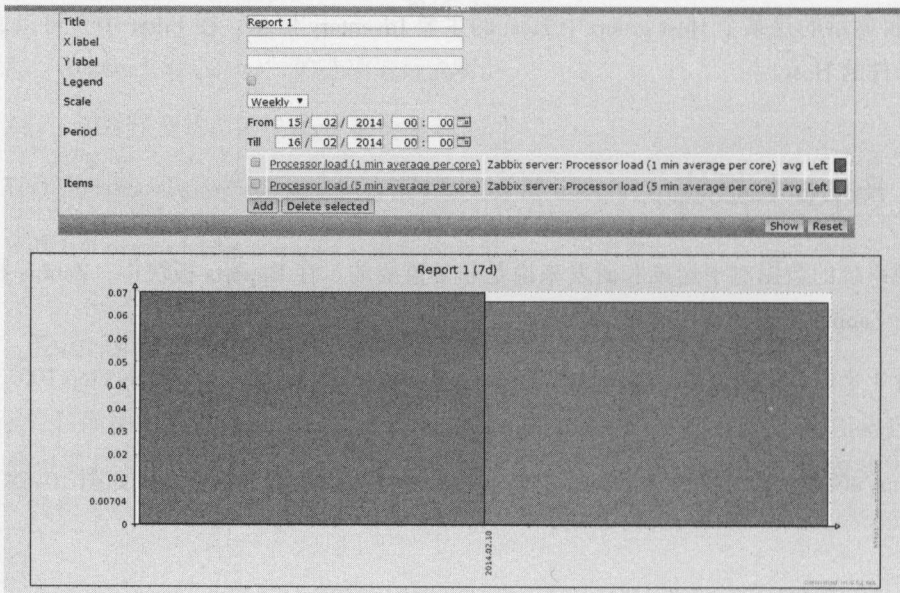 Title Report 1
X label
Y label
Legend
Scale Weekly
Period From 15 / 02 / 2014 00 : 00
Till 16 / 02 / 2014 00 : 00
Items
Processor load (1 min average per core) Zabbix server: Processor load (1 min average per core) avg Left
Processor load (5 min average per core) Zabbix server: Processor load (5 min average per core) avg Left
Add Delete selected
Show Reset
Report 1 (7d)
0.07
0.06
0.05
0.04
0.04
0.03
0.02
0.01
0.00704
0
2014.02.10